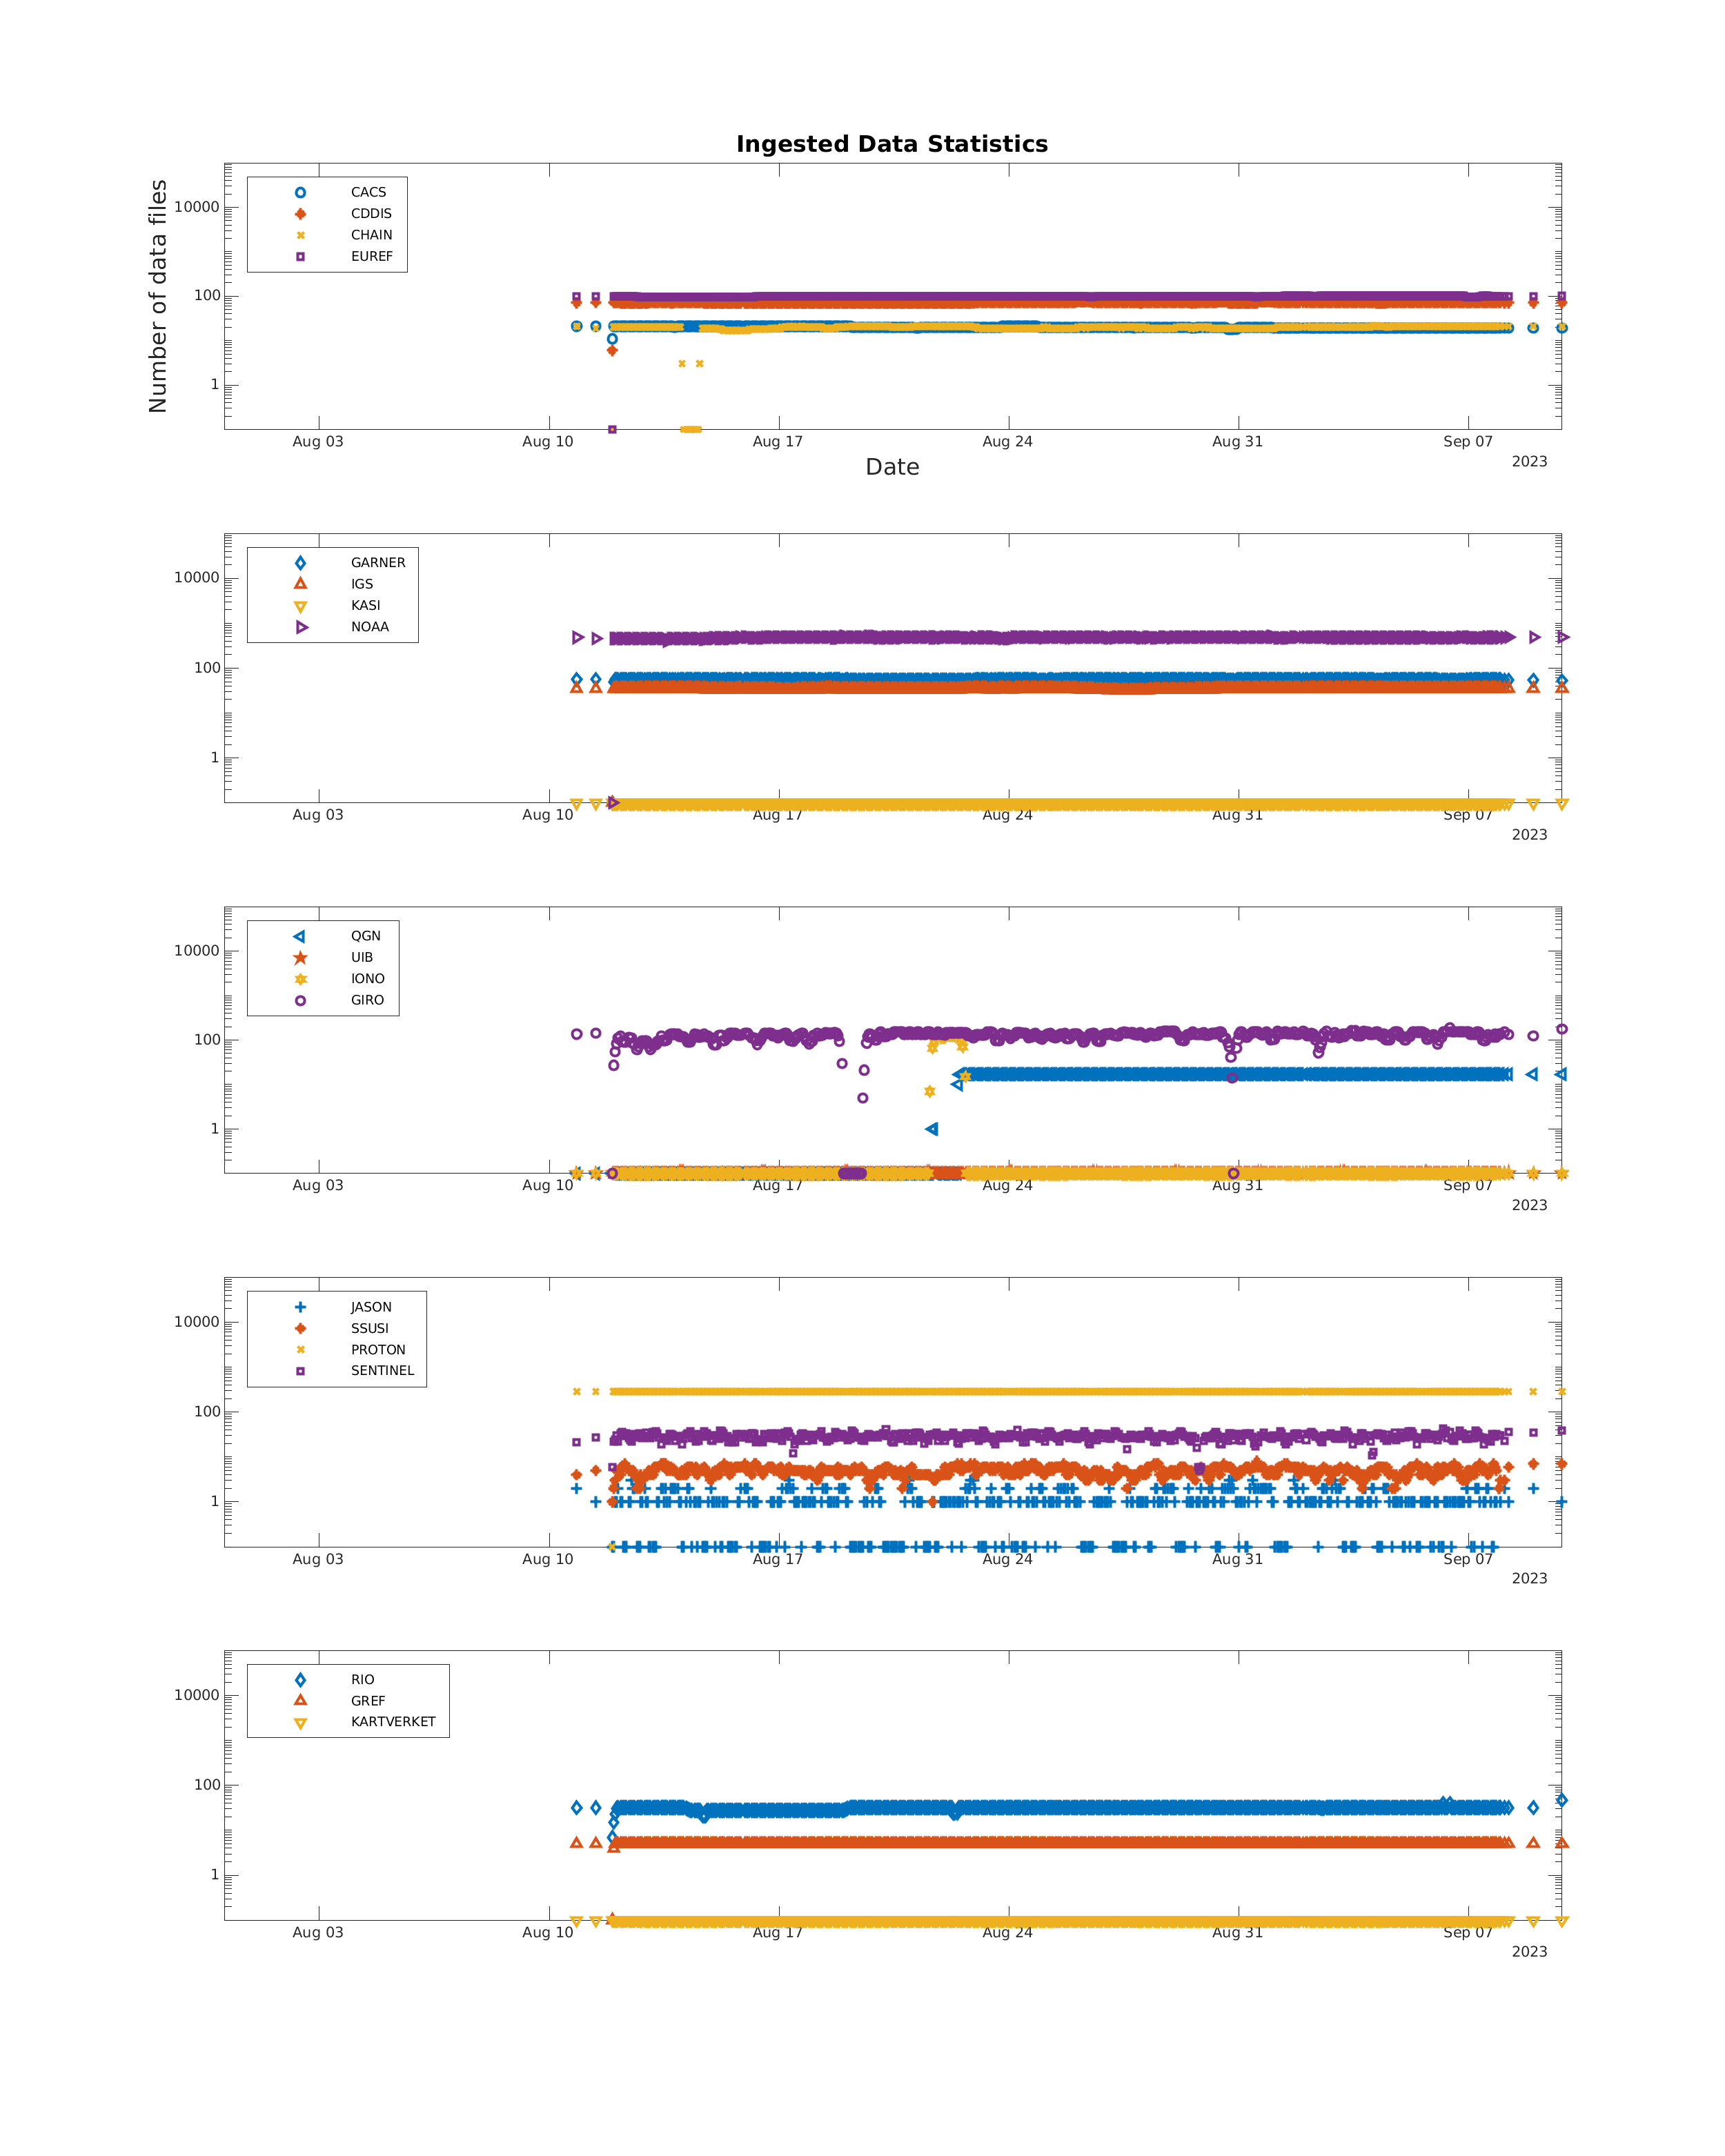 Ingested Data Statistics
Number of data files
10000
100
1
CACS
CDDIS
CHAIN
EUREF
Aug 03 Aug 10 Aug 17 Aug 24 Aug 31 Sep 07
2023
Date
10000
100
1
GARNER
IGS
KASI
NOAA
Aug 03 Aug 10 Aug 17 Aug 24 Aug 31 Sep 07
2023
10000
100
1
QGN
UIB
IONO
GIRO
Aug 03 Aug 10 Aug 17 Aug 24 Aug 31 Sep 07
2023
10000
100
1
JASON
SSUSI
PROTON
SENTINEL
Aug 03 Aug 10 Aug 17 Aug 24 Aug 31 Sep 07
2023
10000
100
1
RIO
GREF
KARTVERKET
Aug 03 Aug 10 Aug 17 Aug 24 Aug 31 Sep 07
2023